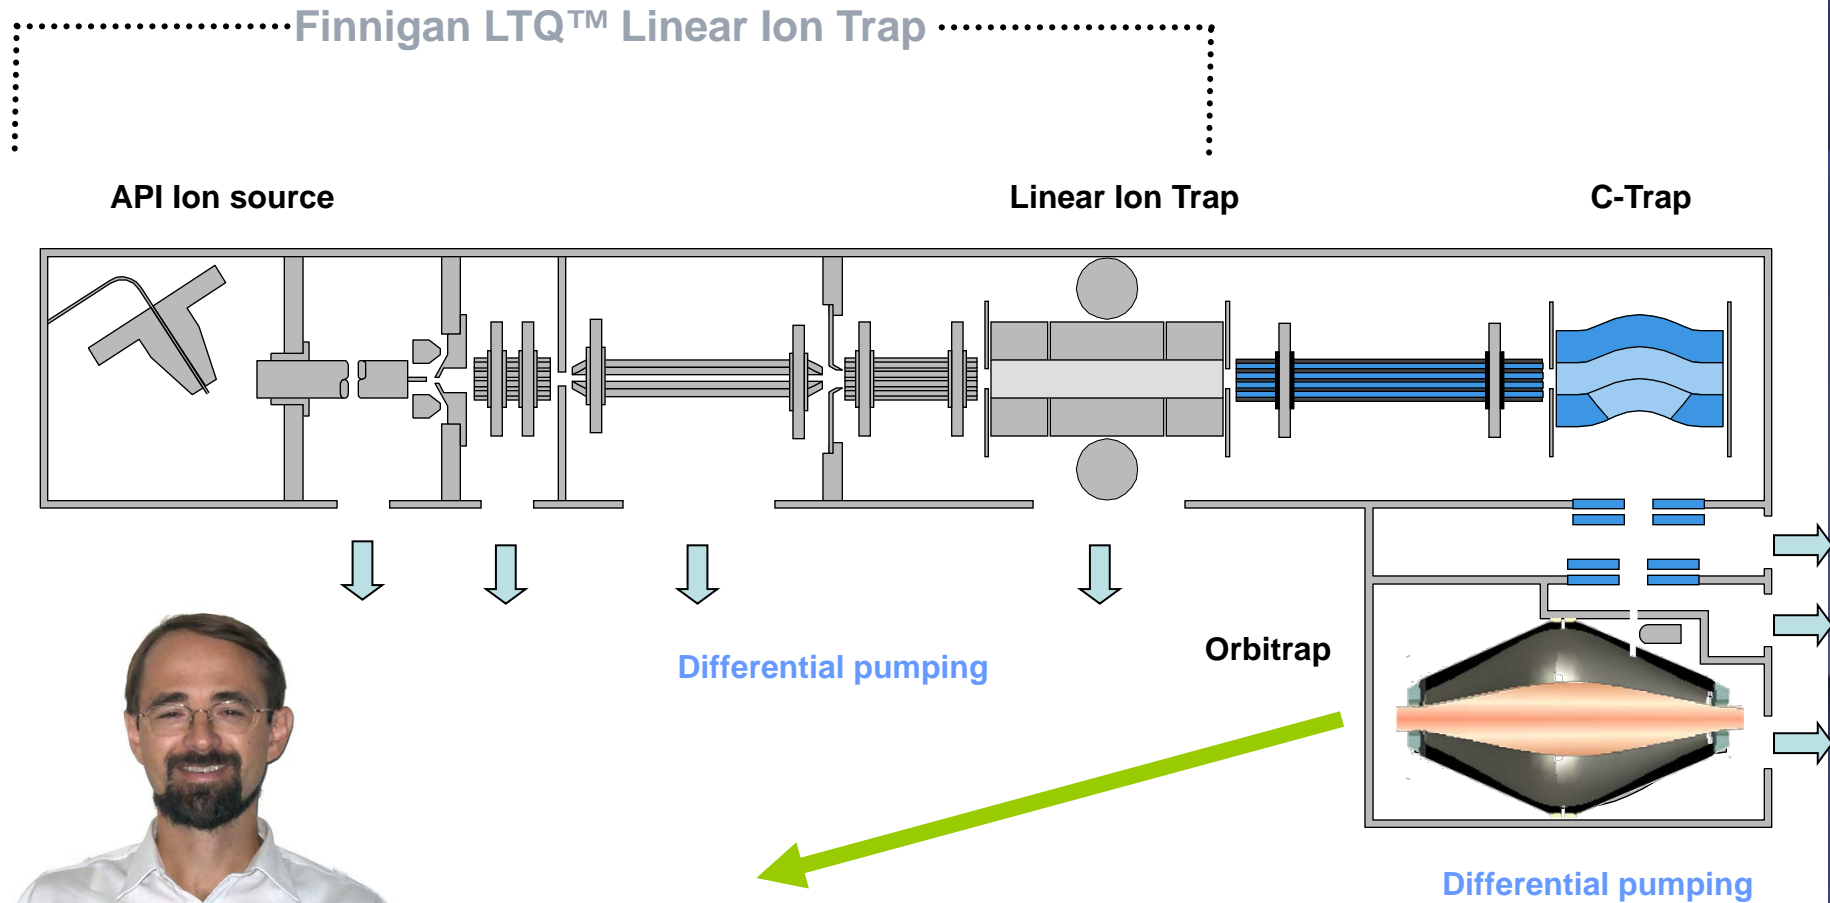 Finnigan LTQ™ Linear Ion Trap
API Ion source
Linear Ion Trap
C-Trap
Orbitrap
Differential pumping
Differential pumping